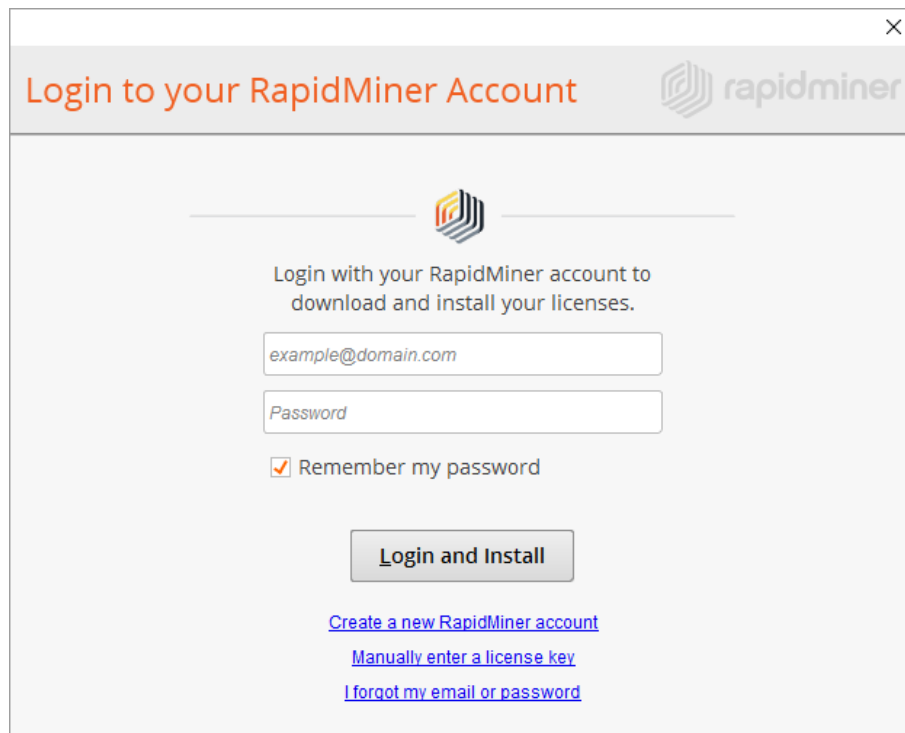 Login to your RapidMiner Account
rapidminer
Login with your RapidMiner account to
download and install your licenses.
example@domain.com
Password
Remember my password
Login and Install
Create a new RapidMiner account
Manually enter a license key
I forgot my email or password